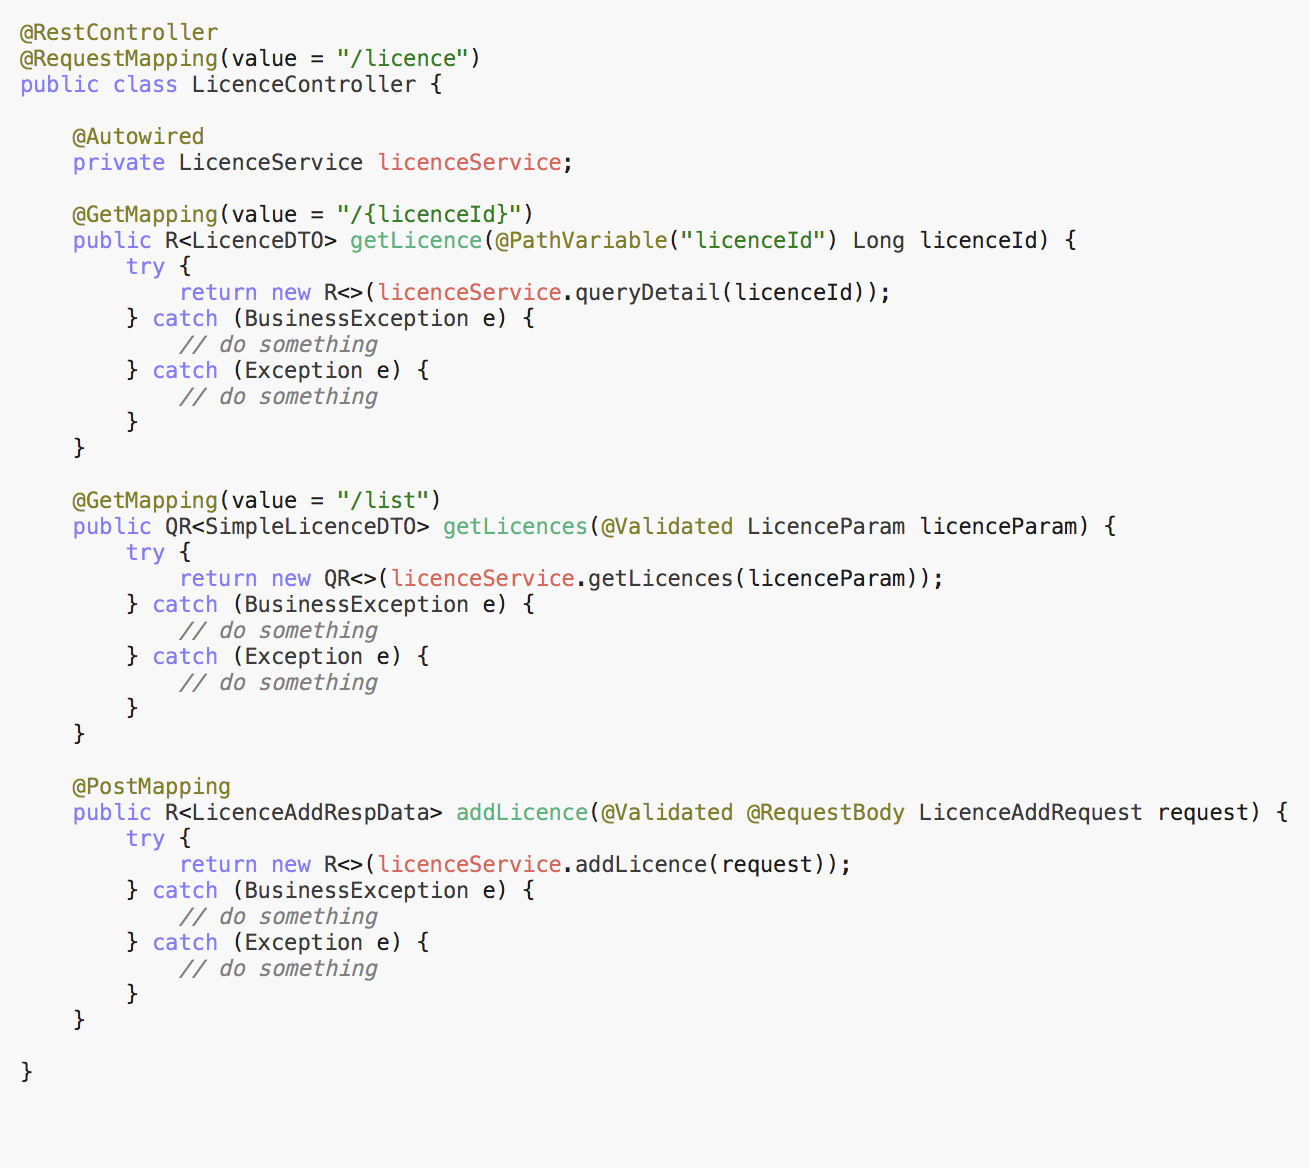 @RestController
@RequestMapping(value = "/licence")
public class LicenceController {
@Autowired
private LicenceService licenceService;
@GetMapping(value = "/{licenceId}")
public R<LicenceDTO> getLicence(@PathVariable("licenceId") Long licenceId) {
try {
return new R<>(licenceService.queryDetail(licenceId));
} catch (BusinessException e) {
// do something
} catch (Exception e) {
// do something
}
}
@GetMapping(value = "/list")
public QR<SimpleLicenceDTO> getLicences(@Validated LicenceParam licenceParam) {
try {
return new QR<>(licenceService.getLicences(licenceParam));
} catch (BusinessException e) {
// do something
} catch (Exception e) {
// do something
}
}
@PostMapping
public R<LicenceAddRespData> addLicence(@Validated @RequestBody LicenceAddRequest request) {
try {
return new R<>(licenceService.addLicence(request));
} catch (BusinessException e) {
// do something
} catch (Exception e) {
// do something
}
}
}